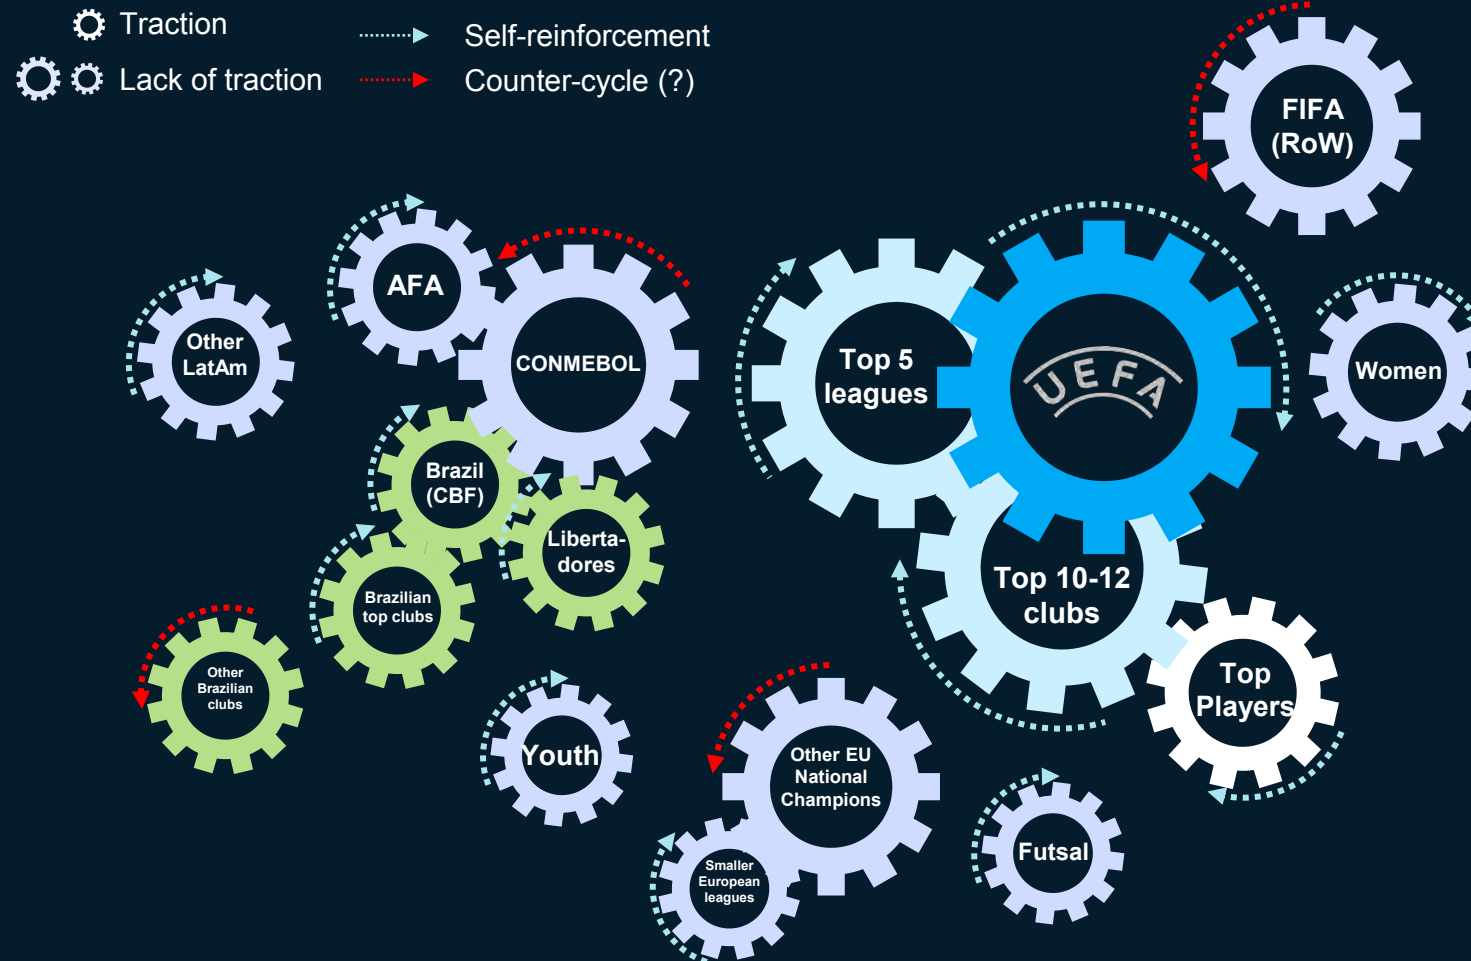 Traction
Self-reinforcement
Lack of traction
Counter-cycle (?)
FIFA
(RoW)
AFA
Other
LatAm
CONMEBOL
Top 5
leagues
UEFA
Women
Brazil
(CBF)
Liberta-
dores
Brazilian
top clubs
Top 10-12
clubs
Other
Brazilian
clubs
Top
Players
Youth
Other EU
National
Champions
Futsal
Smaller
European
leagues